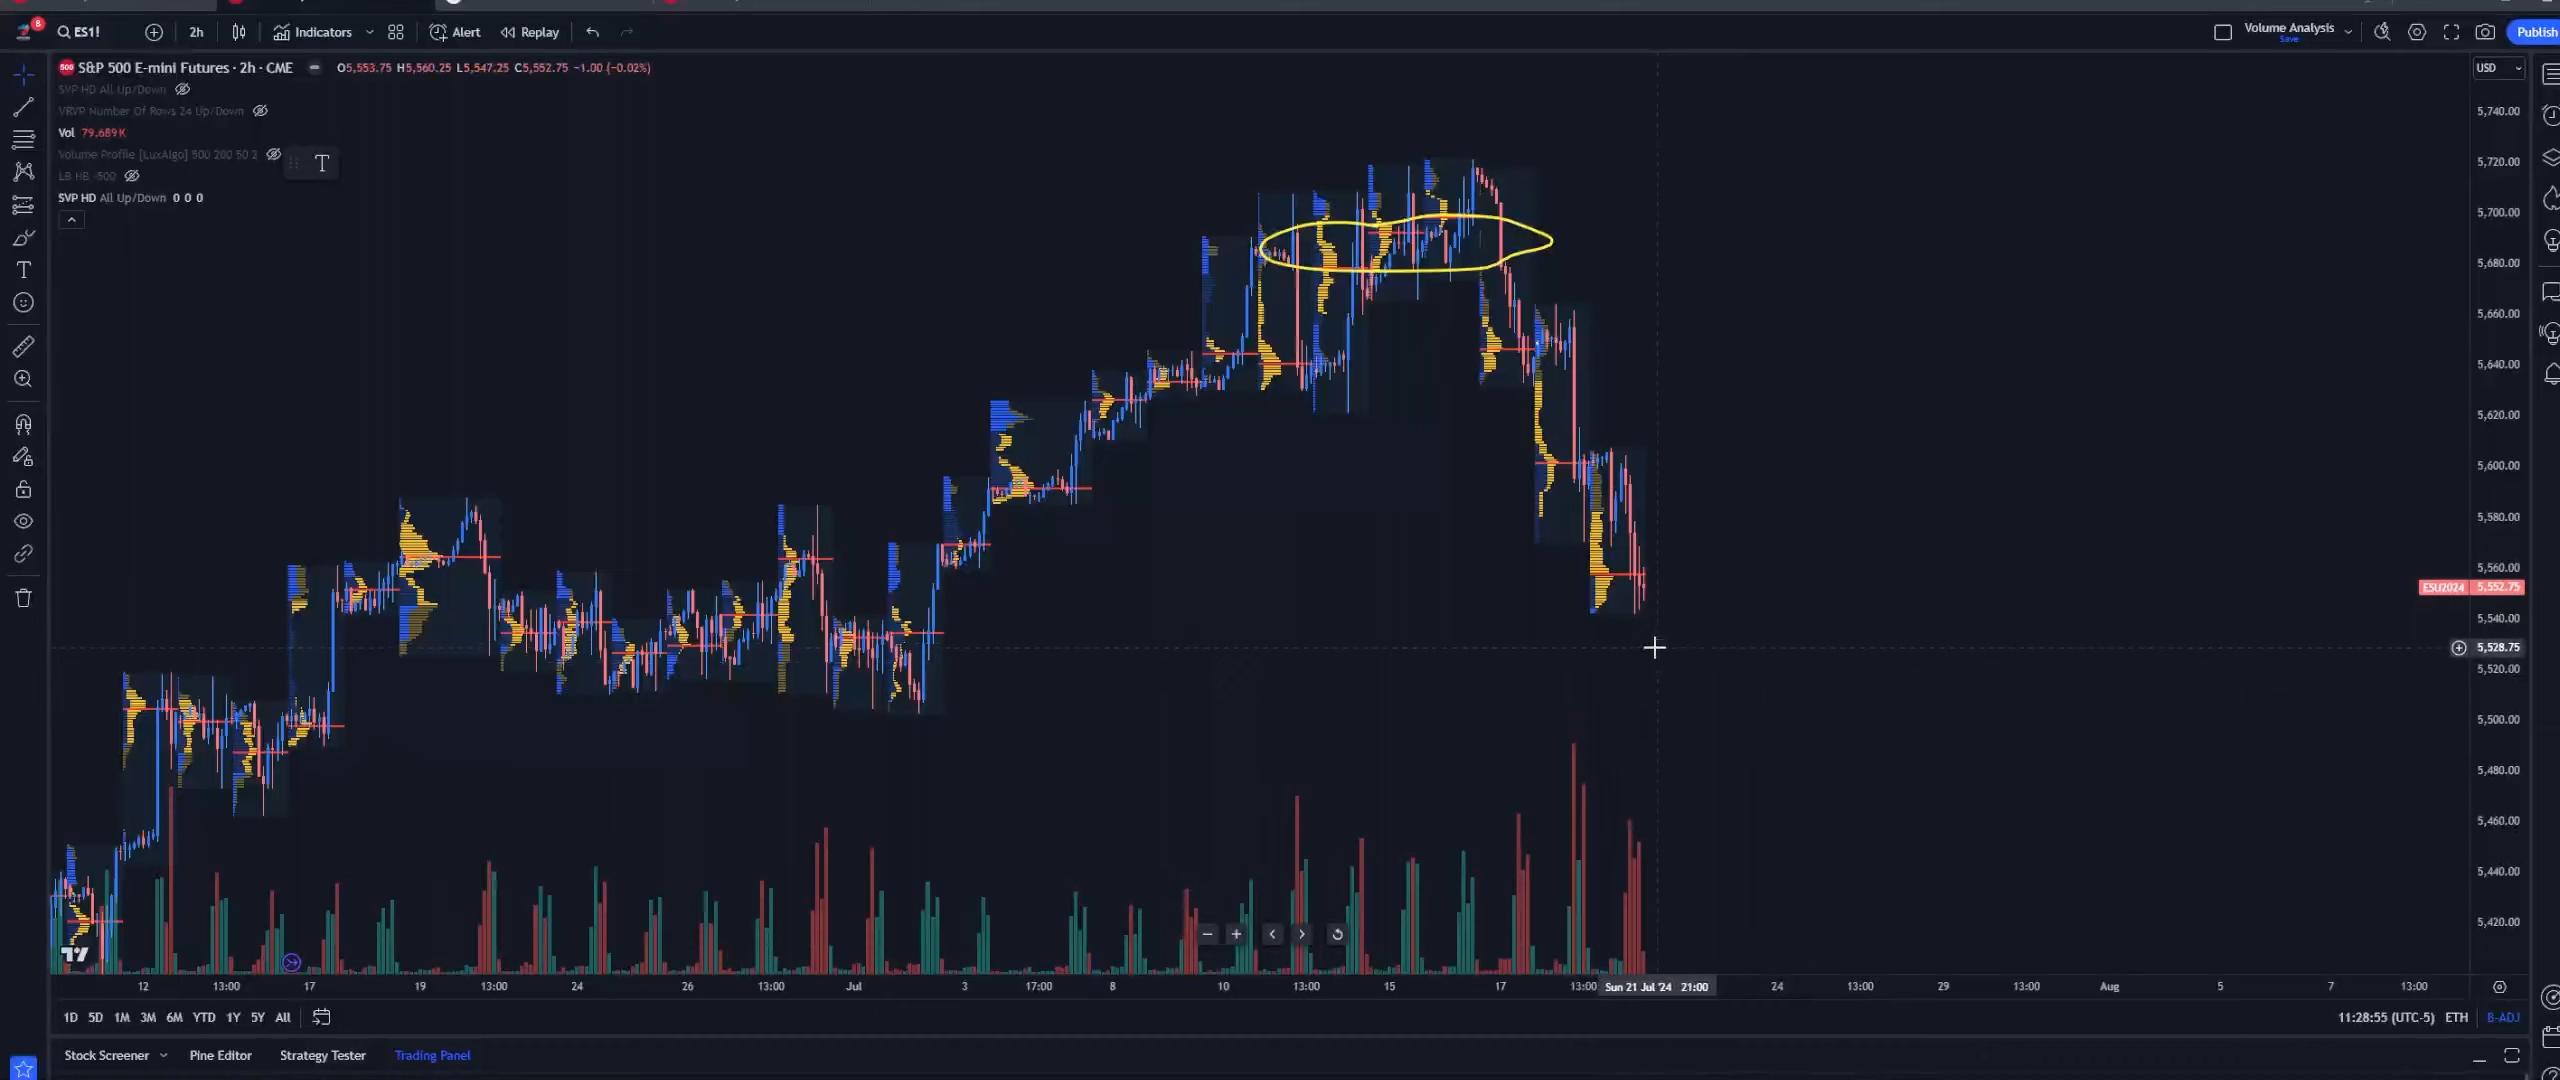 8
ES1!
2h
Indicators
Alert
Replay
Volume Analysis
Save
Publish
500 S&P 500 E-mini Futures · 2h · CME
O5,553.75 H5,560.25 L5,547.25 C5,552.75 −1.00 (−0.02%)
USD
SVP HD All Up/Down
VRVP Number Of Rows 24 Up/Down
Vol 79.689K
Volume Profile [LuxAlgo] 500 200 50 2
T
LB HB -500
SVP HD All Up/Down 0 0 0
5,740.00
5,720.00
5,700.00
5,680.00
5,660.00
5,640.00
5,620.00
5,600.00
5,580.00
5,560.00
ESU2024 5,552.75
5,540.00
5,528.75
5,520.00
5,500.00
5,480.00
5,460.00
5,440.00
5,420.00
12 13:00 17 19 13:00 24 26 13:00 Jul 3 17:00 8 10 13:00 15 17 13:00 Sun 21 Jul '24 21:00 24 13:00 29 13:00 Aug 5 7 13:00
1D 5D 1M 3M 6M YTD 1Y 5Y All
11:28:55 (UTC-5) ETH B-ADJ
Stock Screener Pine Editor Strategy Tester Trading Panel